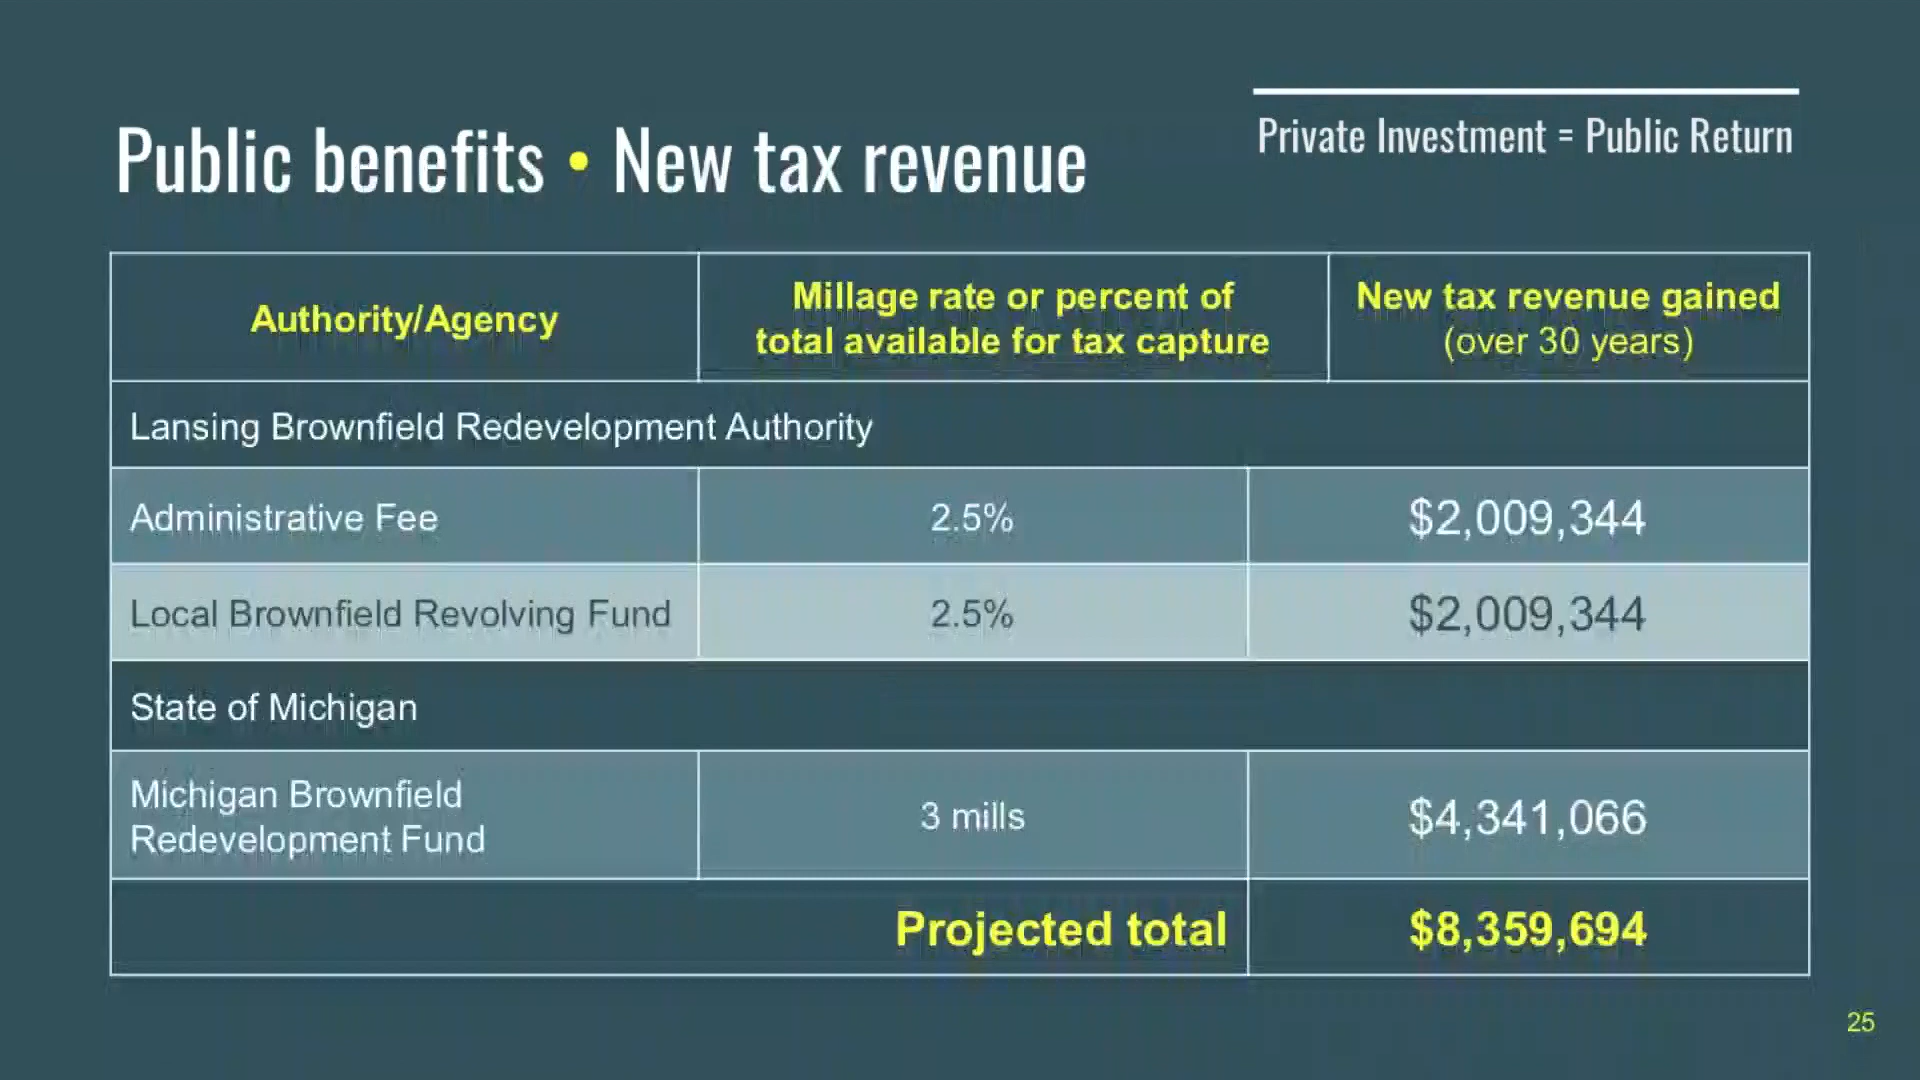 Private Investment = Public Return
Public benefits • New tax revenue
Authority/Agency
Millage rate or percent of
total available for tax capture
New tax revenue gained
(over 30 years)
Lansing Brownfield Redevelopment Authority
Administrative Fee
2.5%
$2,009,344
Local Brownfield Revolving Fund
2.5%
$2,009,344
State of Michigan
Michigan Brownfield
Redevelopment Fund
3 mills
$4,341,066
Projected total
$8,359,694
25